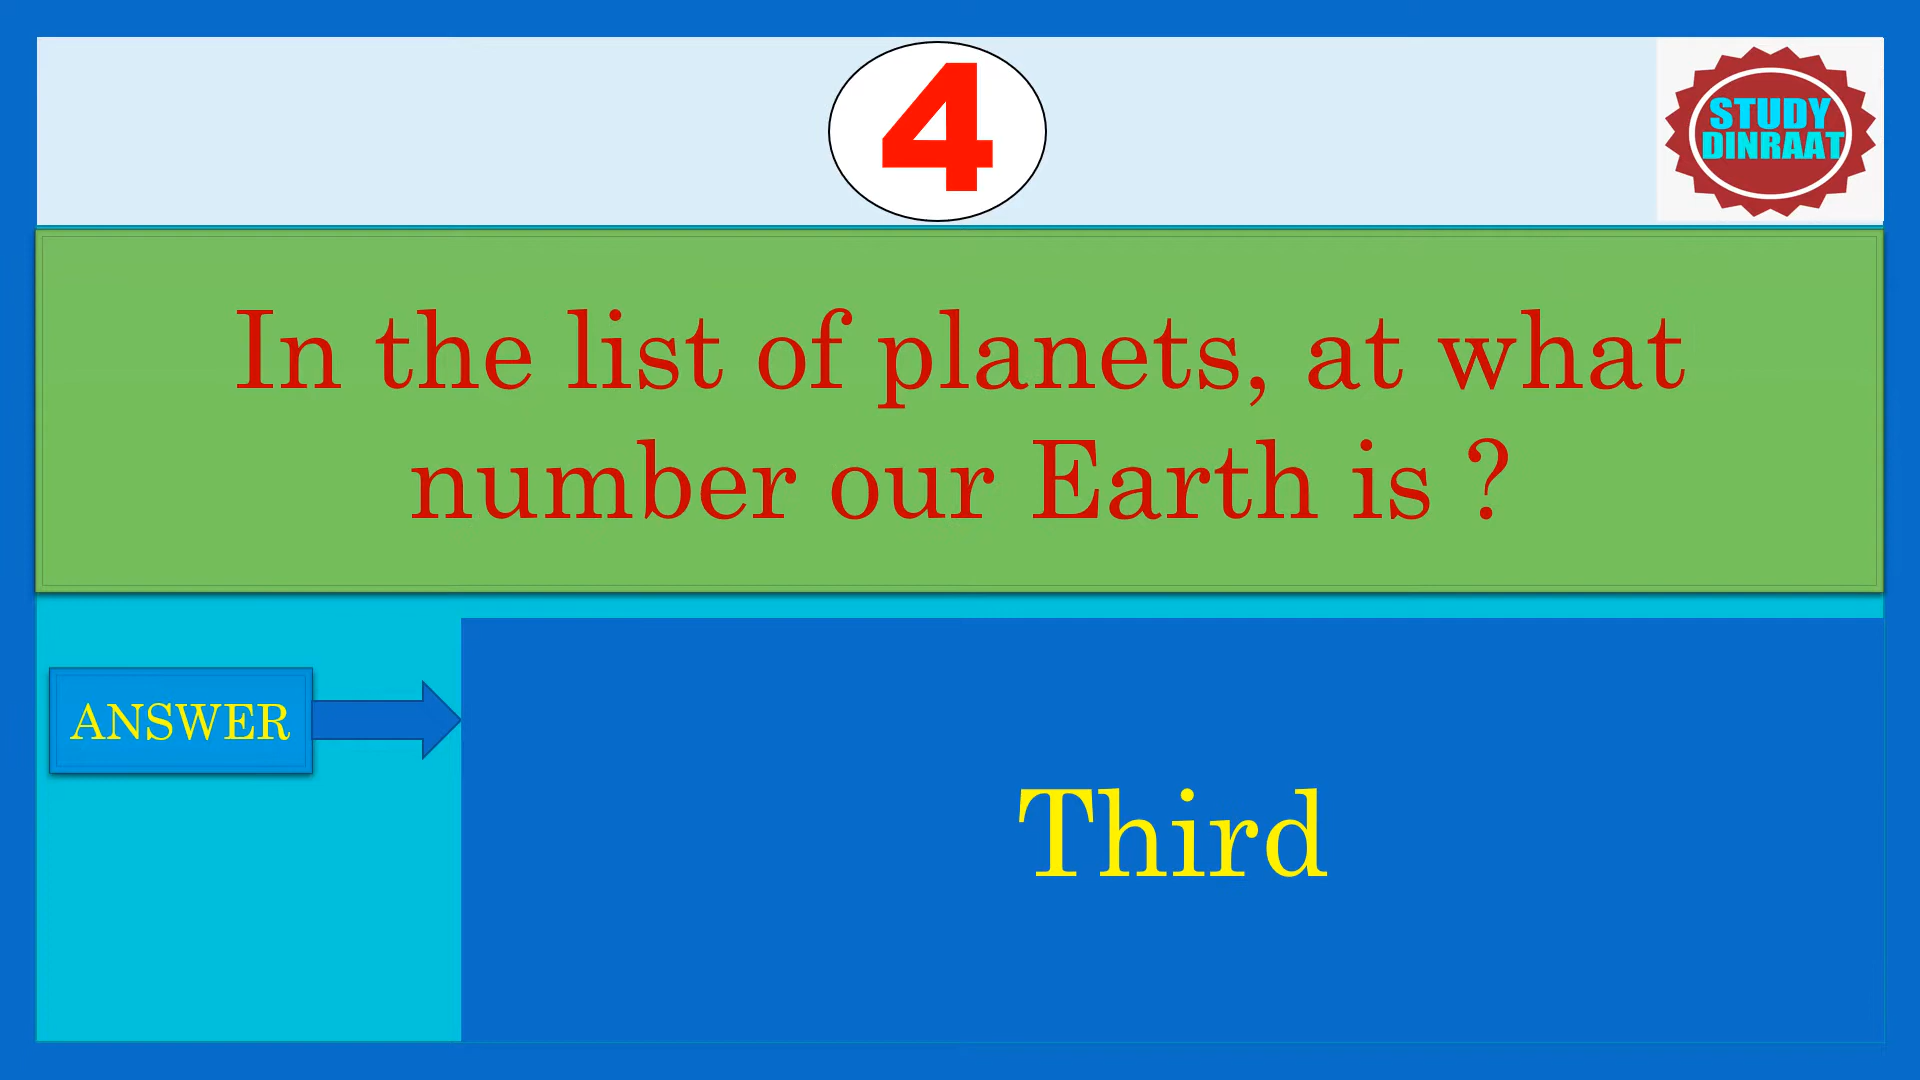 4
STUDY
DINRAAT
In the list of planets, at what
number our Earth is ?
ANSWER
Third